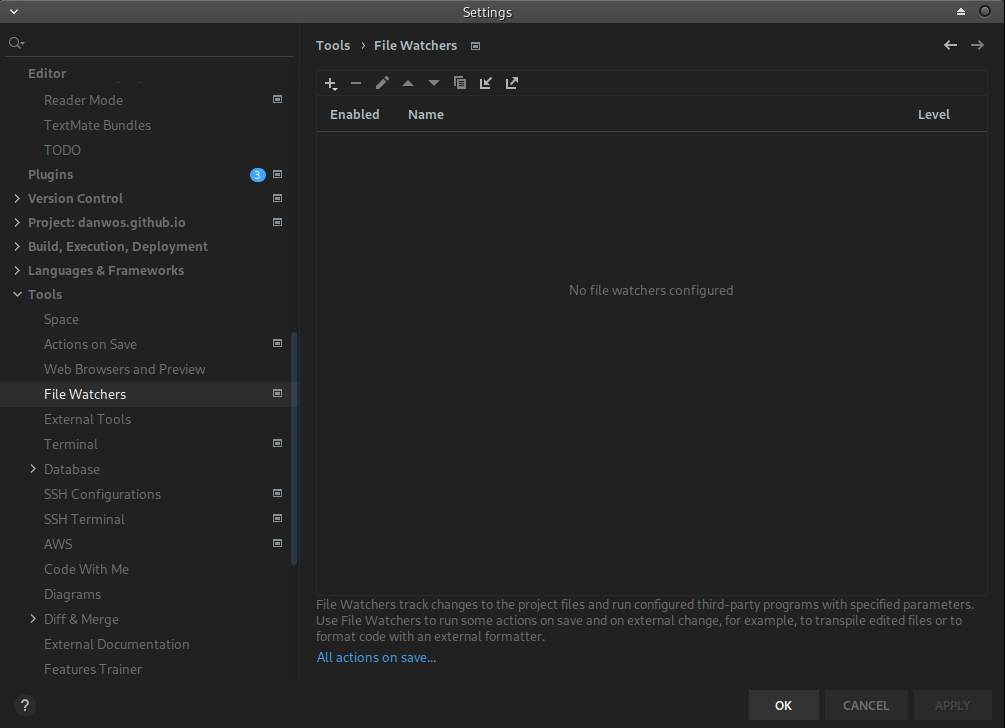 Settings
Editor
Reader Mode
TextMate Bundles
TODO
Plugins 3
Version Control
Project: danwos.github.io
Build, Execution, Deployment
Languages & Frameworks
Tools
Space
Actions on Save
Web Browsers and Preview
File Watchers
External Tools
Terminal
Database
SSH Configurations
SSH Terminal
AWS
Code With Me
Diagrams
Diff & Merge
External Documentation
Features Trainer
?
Tools › File Watchers
Enabled Name Level
No file watchers configured
File Watchers track changes to the project files and run configured third-party programs with specified parameters.
Use File Watchers to run some actions on save and on external change, for example, to transpile edited files or to
format code with an external formatter.
All actions on save...
OK CANCEL APPLY